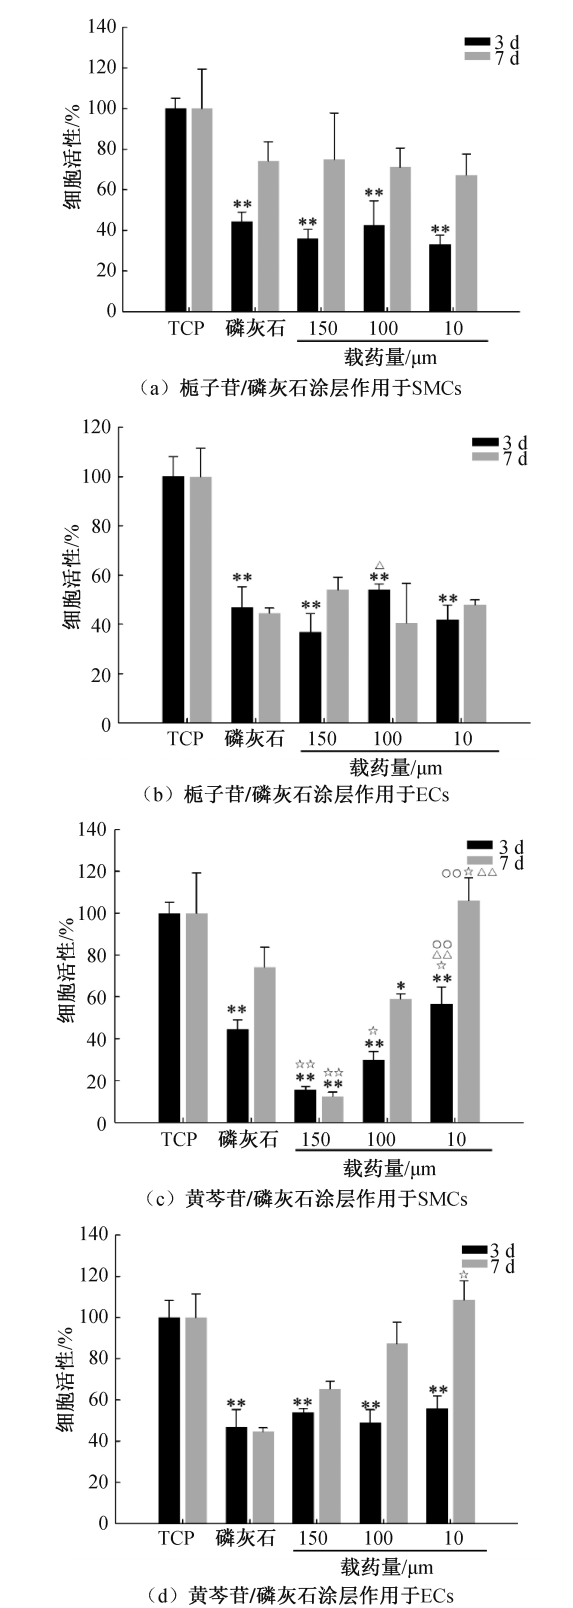 140
120
100
80
60
40
20
0
细胞活性/%
3 d
7 d
**
**
**
**
TCP 磷灰石 150 100 10
载药量/μm
（a）栀子苷/磷灰石涂层作用于SMCs
120
100
80
60
40
20
0
细胞活性/%
3 d
7 d
△
**
**
**
**
TCP 磷灰石 150 100 10
载药量/μm
（b）栀子苷/磷灰石涂层作用于ECs
140
120
100
80
60
40
20
0
细胞活性/%
3 d
7 d
○○☆△△
○○
△△
☆
**
*
☆
**
**
☆☆
**
☆☆
**
TCP 磷灰石 150 100 10
载药量/μm
（c）黄芩苷/磷灰石涂层作用于SMCs
140
120
100
80
60
40
20
0
细胞活性/%
3 d
7 d
☆
**
**
**
**
TCP 磷灰石 150 100 10
载药量/μm
（d）黄芩苷/磷灰石涂层作用于ECs